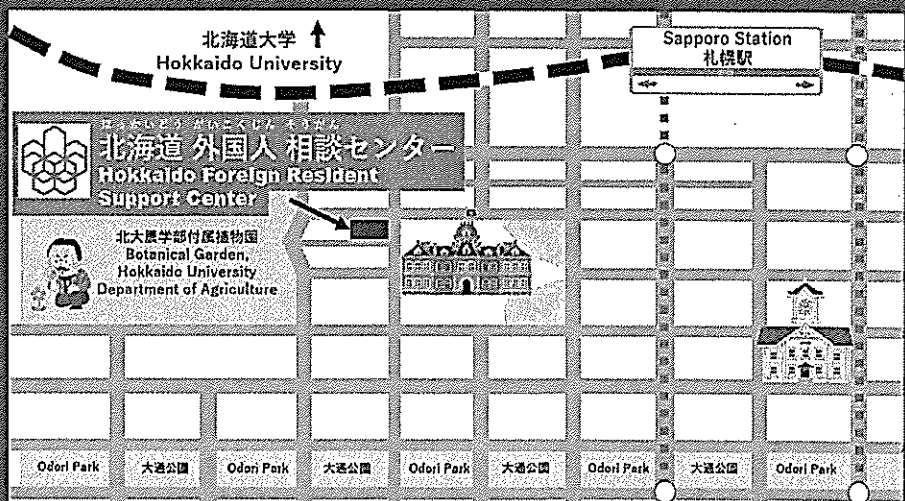 北海道大学
Hokkaido University
Sapporo Station
札幌駅
ほっかいどう がいこくじん そうだん
北海道 外国人 相談センター
Hokkaido Foreign Resident
Support Center
北大農学部付属植物園
Botanical Garden,
Hokkaido University
Department of Agriculture
Odori Park 大通公園 Odori Park 大通公園 Odori Park 大通公園 Odori Park 大通公園 Odori Park